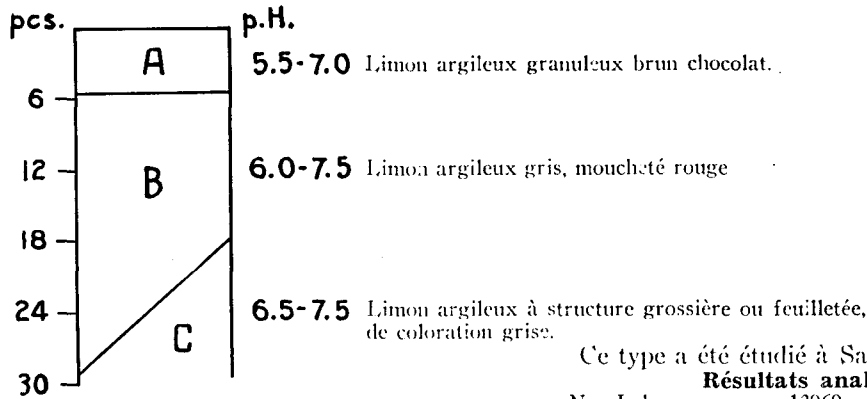 pcs. p.H.
A 5.5-7.0 Limon argileux granuleux brun chocolat.
6
12 B 6.0-7.5 Limon argileux gris, moucheté rouge
18
24 C 6.5-7.5 Limon argileux à structure grossière ou feuilletée,
de coloration grise.
Ce type a été étudié à Sa
Résultats anal
30